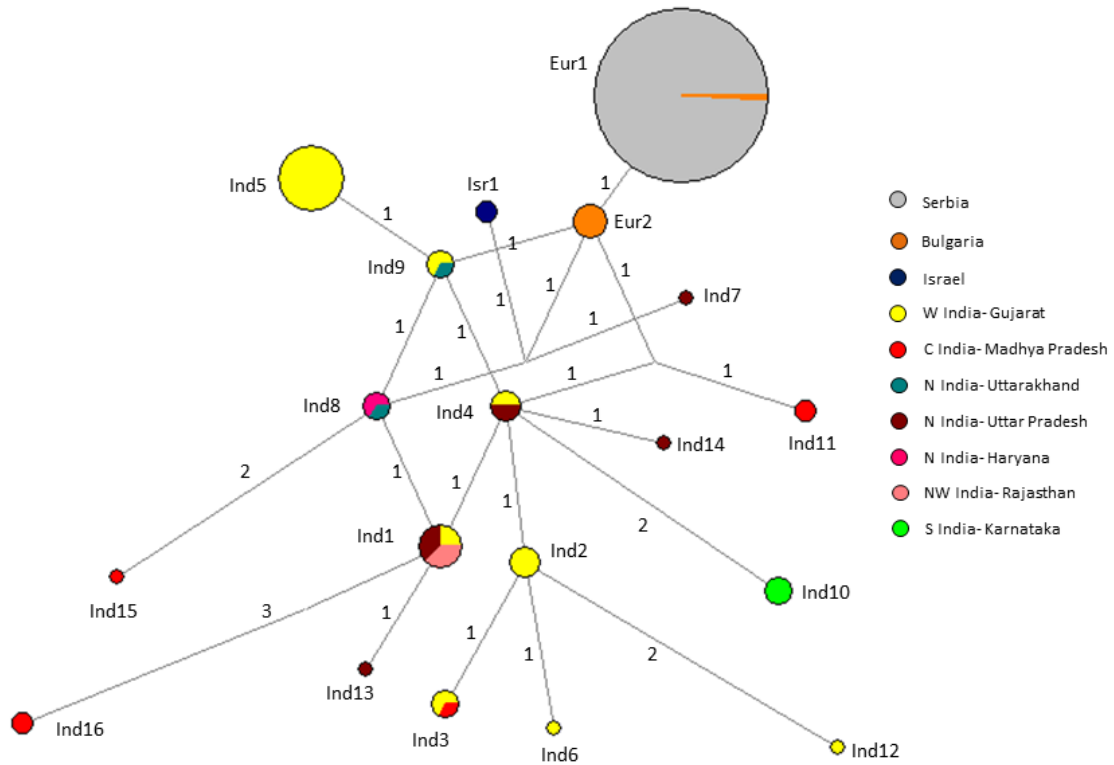 Eur1
1
Ind5
Isr1
1
Eur2
Ind9
1
1
1
1
Ind7
1
1
1
1
1
1
1
Ind8
Ind4
1
Ind14
Ind11
2
1
1
1
2
Ind1
Ind2
Ind10
Ind15
3
1
1
1
2
Ind13
Ind16
Ind3
Ind6
Ind12
Serbia
Bulgaria
Israel
W India- Gujarat
C India- Madhya Pradesh
N India- Uttarakhand
N India- Uttar Pradesh
N India- Haryana
NW India- Rajasthan
S India- Karnataka